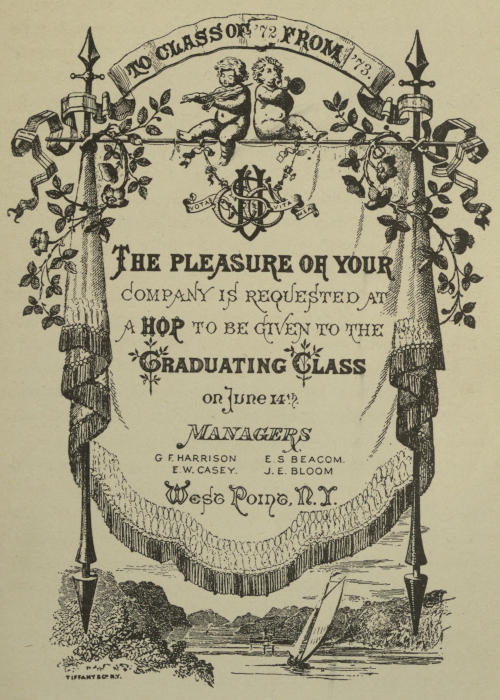 TO CLASS OF '72 FROM '73.
TOTAL VITA
THE PLEASURE OF YOUR
COMPANY IS REQUESTED AT
A HOP TO BE GIVEN TO THE
GRADUATING CLASS
on June 14th.
MANAGERS
G F. HARRISON E. S BEACOM.
E. W. CASEY. J. E. BLOOM
West Point, N.Y.
TIFFANY & CO N.Y.